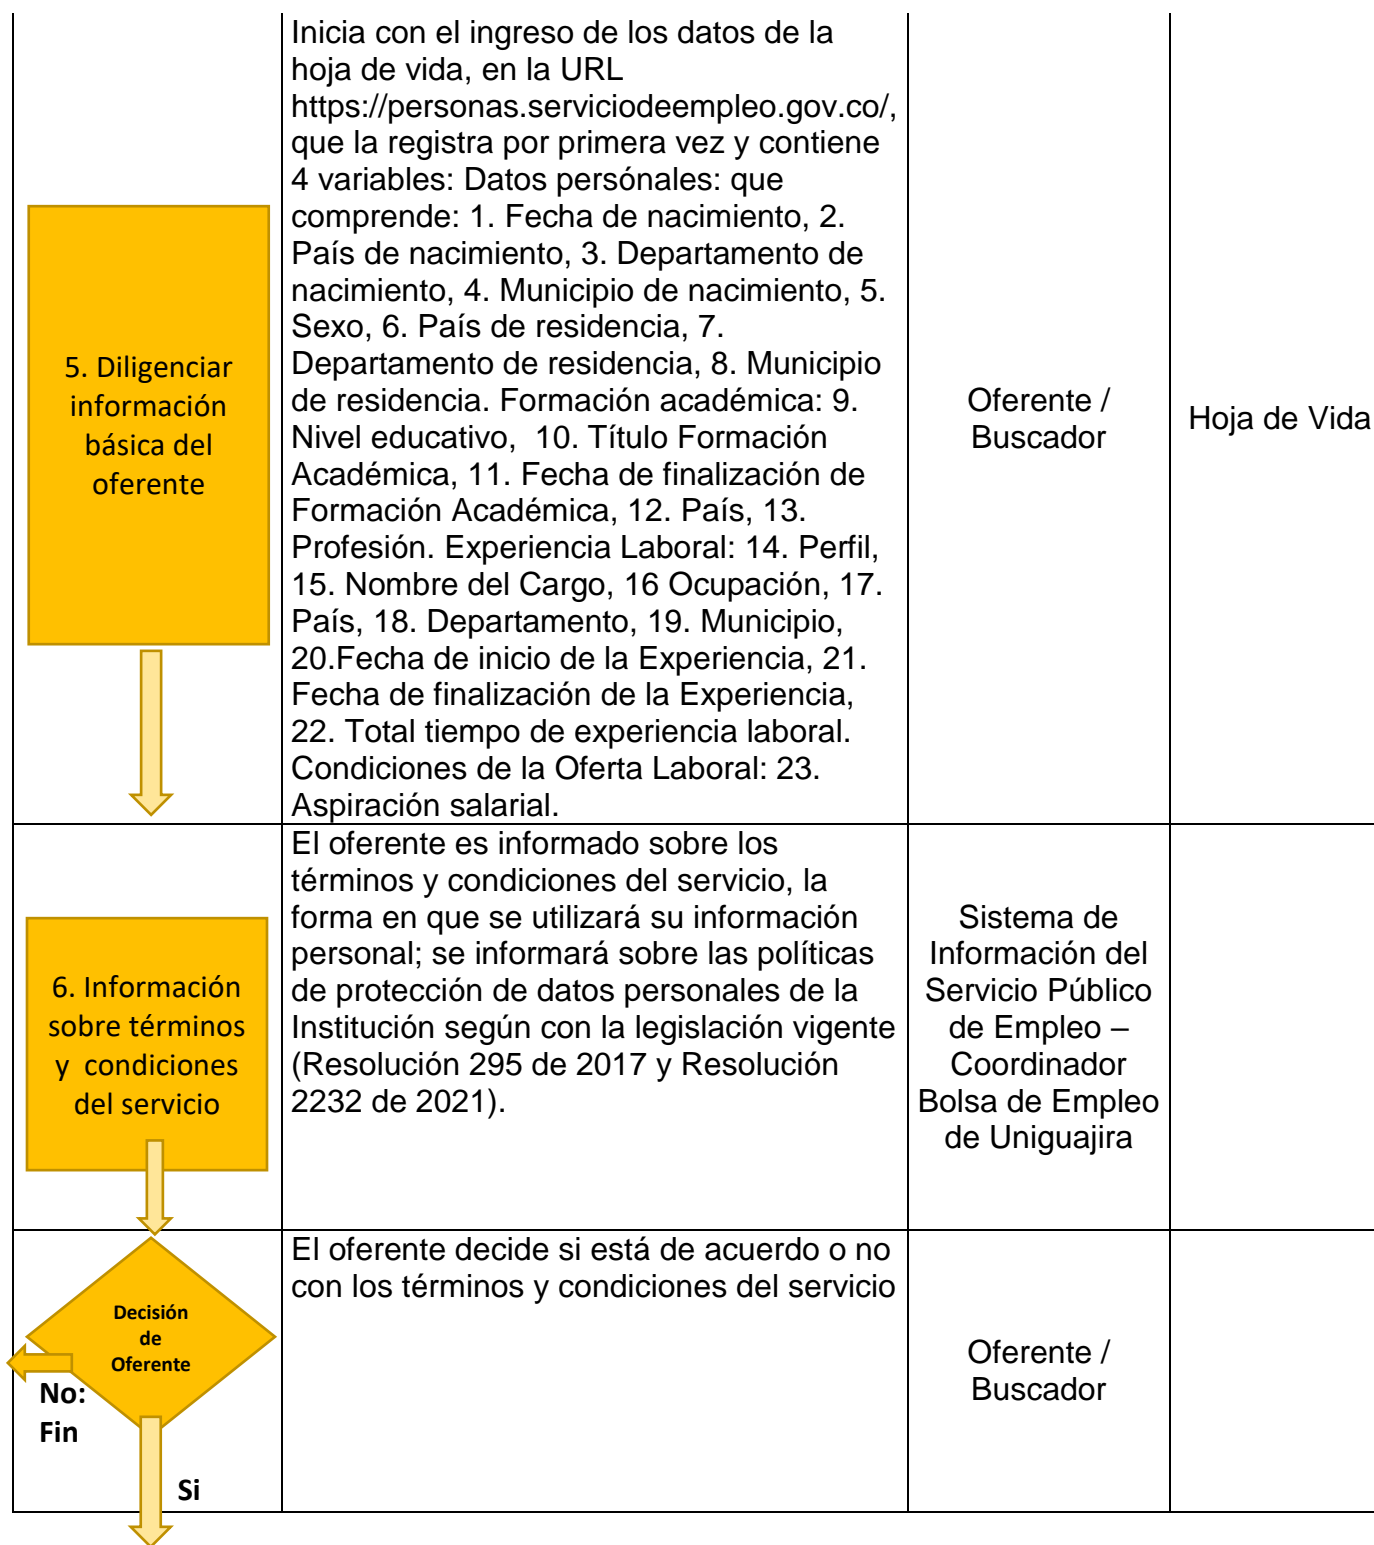 5. Diligenciar
información
básica del
oferente
Inicia con el ingreso de los datos de la
hoja de vida, en la URL
https://personas.serviciodeempleo.gov.co/,
que la registra por primera vez y contiene
4 variables: Datos persónales: que
comprende: 1. Fecha de nacimiento, 2.
País de nacimiento, 3. Departamento de
nacimiento, 4. Municipio de nacimiento, 5.
Sexo, 6. País de residencia, 7.
Departamento de residencia, 8. Municipio
de residencia. Formación académica: 9.
Nivel educativo,  10. Título Formación
Académica, 11. Fecha de finalización de
Formación Académica, 12. País, 13.
Profesión. Experiencia Laboral: 14. Perfil,
15. Nombre del Cargo, 16 Ocupación, 17.
País, 18. Departamento, 19. Municipio,
20.Fecha de inicio de la Experiencia, 21.
Fecha de finalización de la Experiencia,
22. Total tiempo de experiencia laboral.
Condiciones de la Oferta Laboral: 23.
Aspiración salarial.
Oferente /
Buscador
Hoja de Vida
6. Información
sobre términos
y  condiciones
del servicio
El oferente es informado sobre los
términos y condiciones del servicio, la
forma en que se utilizará su información
personal; se informará sobre las políticas
de protección de datos personales de la
Institución según con la legislación vigente
(Resolución 295 de 2017 y Resolución
2232 de 2021).
Sistema de
Información del
Servicio Público
de Empleo –
Coordinador
Bolsa de Empleo
de Uniguajira
Decisión
de
Oferente
No:
Fin
Si
El oferente decide si está de acuerdo o no
con los términos y condiciones del servicio
Oferente /
Buscador